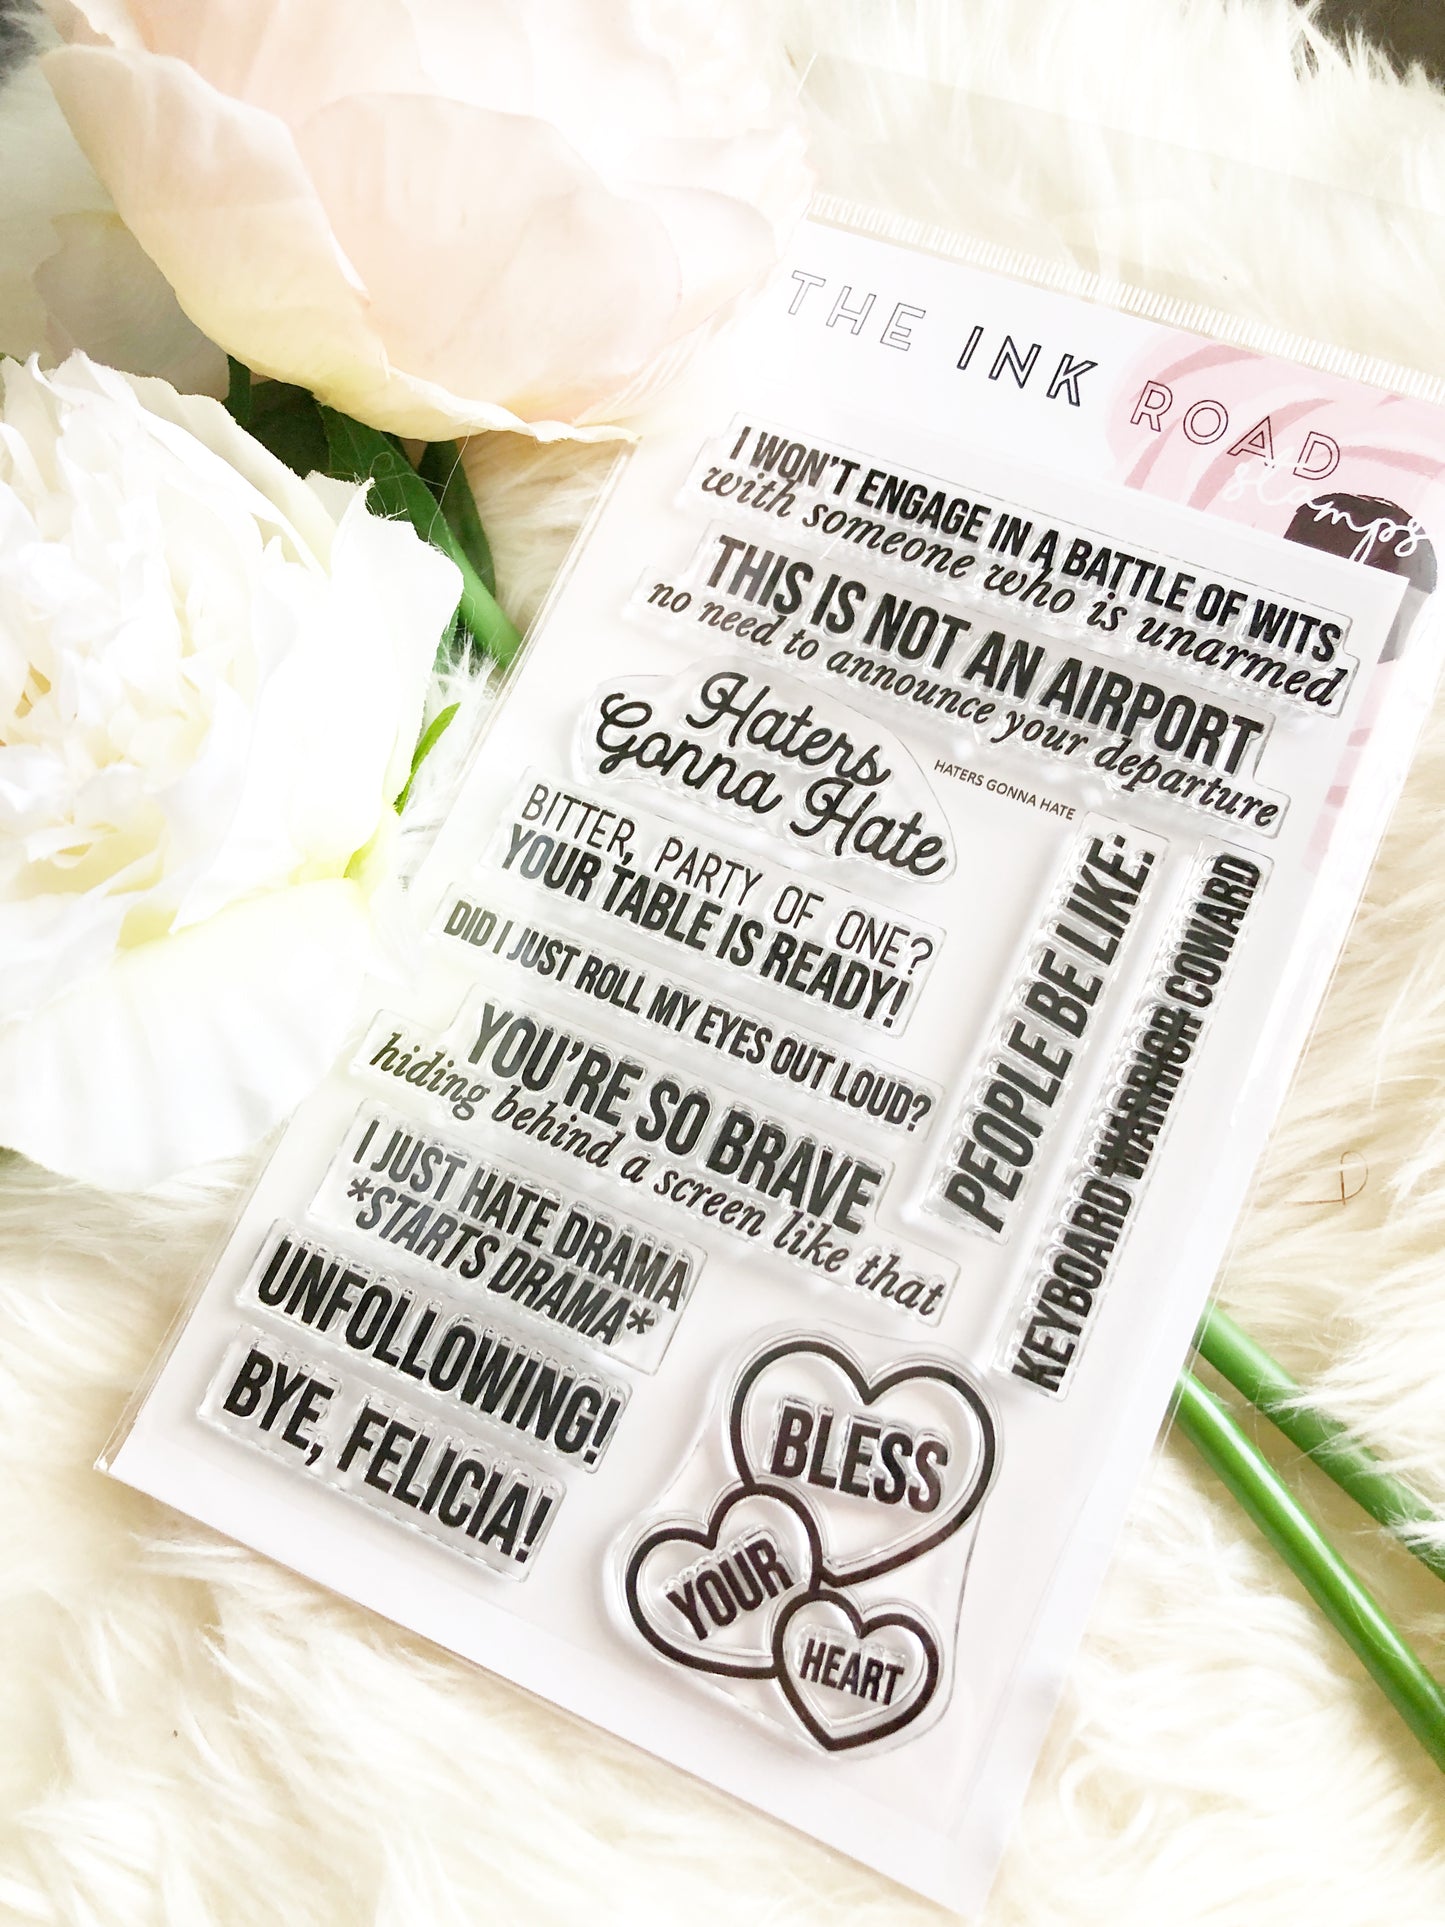 THE INK ROAD
stamps
I WON'T ENGAGE IN A BATTLE OF WITS
with someone who is unarmed
THIS IS NOT AN AIRPORT
no need to announce your departure
Haters
Gonna Hate
HATERS GONNA HATE
BITTER, PARTY OF ONE?
YOUR TABLE IS READY!
DID I JUST ROLL MY EYES OUT LOUD?
YOU'RE SO BRAVE
hiding behind a screen like that
I JUST HATE DRAMA
*STARTS DRAMA*
UNFOLLOWING!
BYE, FELICIA!
PEOPLE BE LIKE:
KEYBOARD WARRIOR COWARD
BLESS
YOUR
HEART